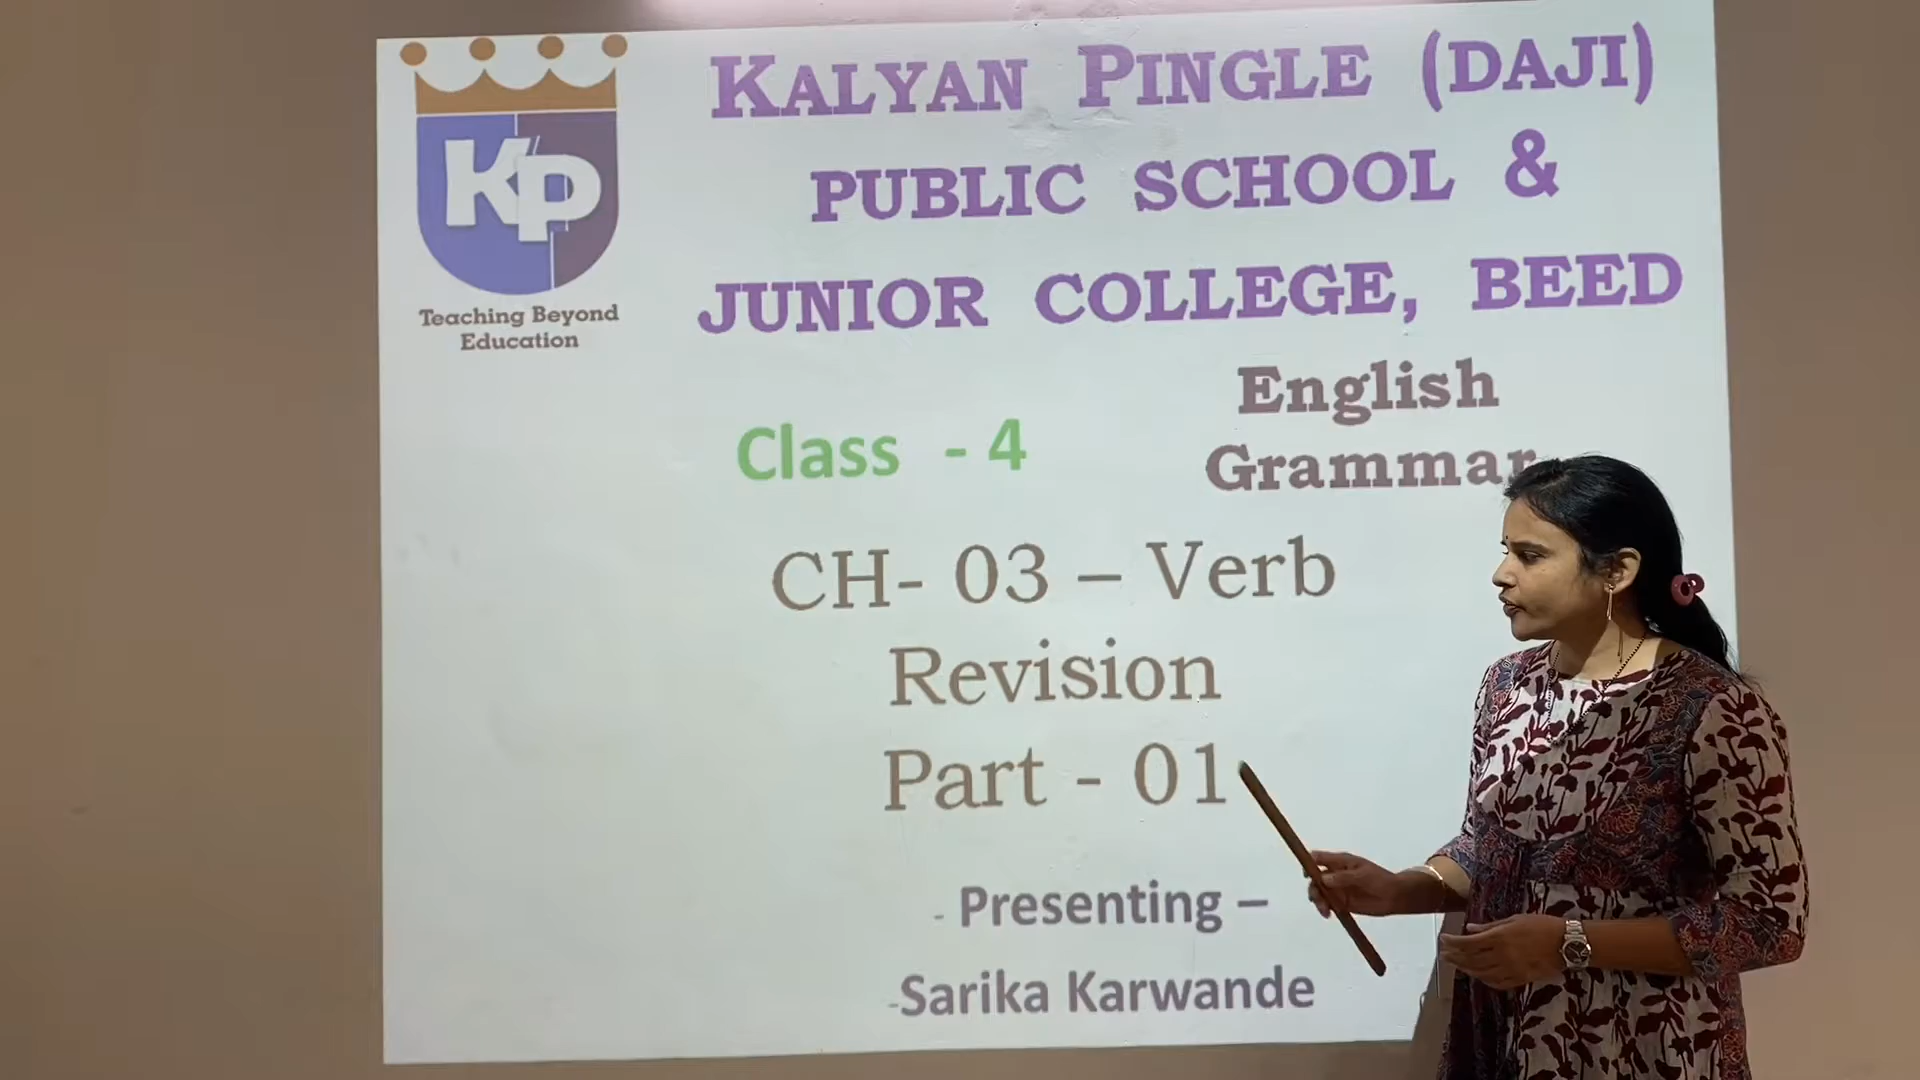 KP
Teaching Beyond
Education
KALYAN PINGLE (DAJI)
PUBLIC SCHOOL &
JUNIOR COLLEGE, BEED
Class - 4
English
Grammar
CH- 03 – Verb
Revision
Part - 01
- Presenting –
-Sarika Karwande